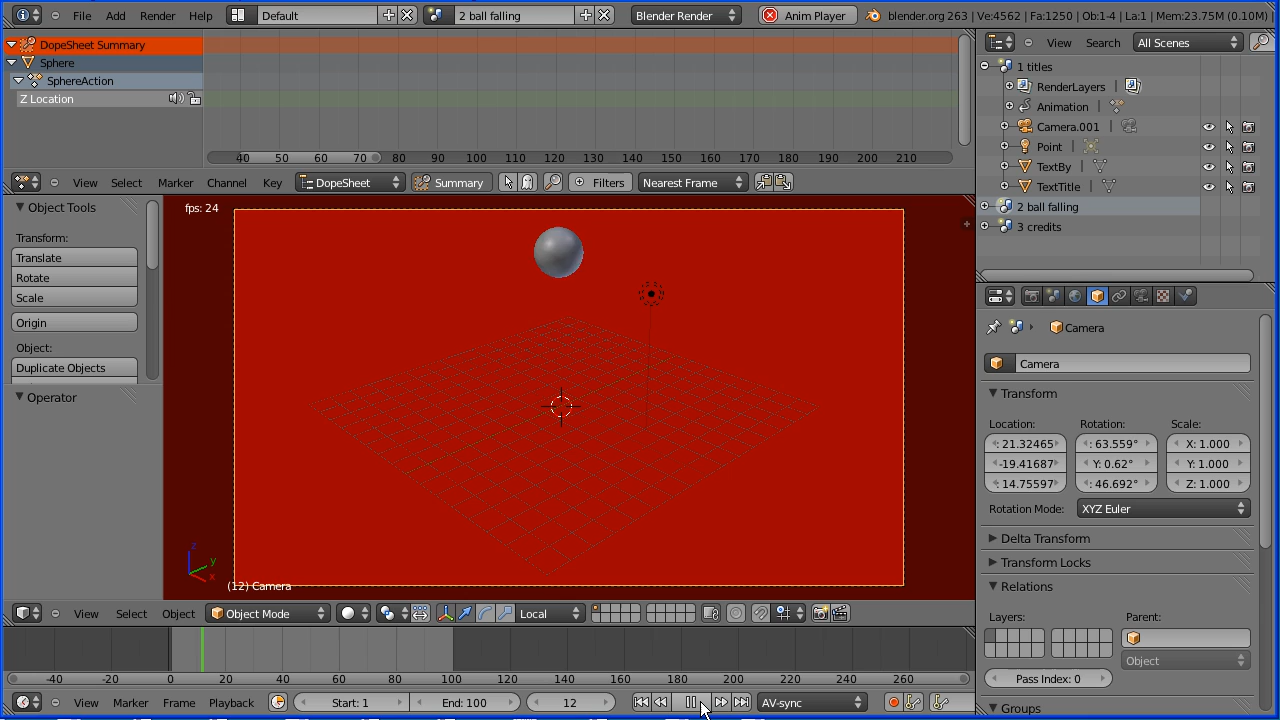 File Add Render Help Default 2 ball falling Blender Render Anim Player blender.org 263 | Ve:4562 | Fa:1250 | Ob:1-4 | La:1 | Mem:23.75M (0.10M) |
DopeSheet Summary
Sphere
SphereAction
Z Location
40 50 60 70 80 90 100 110 120 130 140 150 160 170 180 190 200 210
View Select Marker Channel Key DopeSheet Summary Filters Nearest Frame
View Search All Scenes
1 titles
RenderLayers |
Animation |
Camera.001 |
Point |
TextBy |
TextTitle |
2 ball falling
3 credits
Object Tools
Transform:
Translate
Rotate
Scale
Origin
Object:
Duplicate Objects
Operator
fps: 24
z
y
x
(12) Camera
View Select Object Object Mode Local
Camera
Camera
Transform
Location: Rotation: Scale:
: 21.32465 : 63.559° X: 1.000
-19.41687 Y: 0.62° Y: 1.000
: 14.75597 : 46.692° Z: 1.000
Rotation Mode: XYZ Euler
Delta Transform
Transform Locks
Relations
Layers: Parent:
Object
Pass Index: 0
Groups
-40 -20 0 20 40 60 80 100 120 140 160 180 200 220 240 260
View Marker Frame Playback Start: 1 End: 100 12 AV-sync